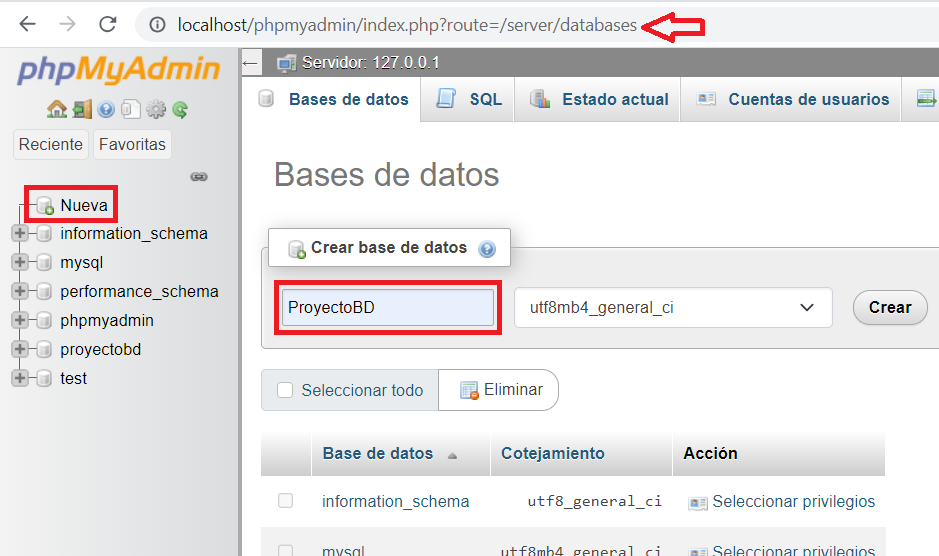 localhost/phpmyadmin/index.php?route=/server/databases
phpMyAdmin
Reciente Favoritas
Nueva
information_schema
mysql
performance_schema
phpmyadmin
proyectobd
test
Servidor: 127.0.0.1
Bases de datos SQL Estado actual Cuentas de usuarios
Bases de datos
Crear base de datos
ProyectoBD utf8mb4_general_ci Crear
Seleccionar todo Eliminar
Base de datos Cotejamiento Acción
information_schema utf8_general_ci Seleccionar privilegios
mysql utf8mb4_general_ci Seleccionar privilegios